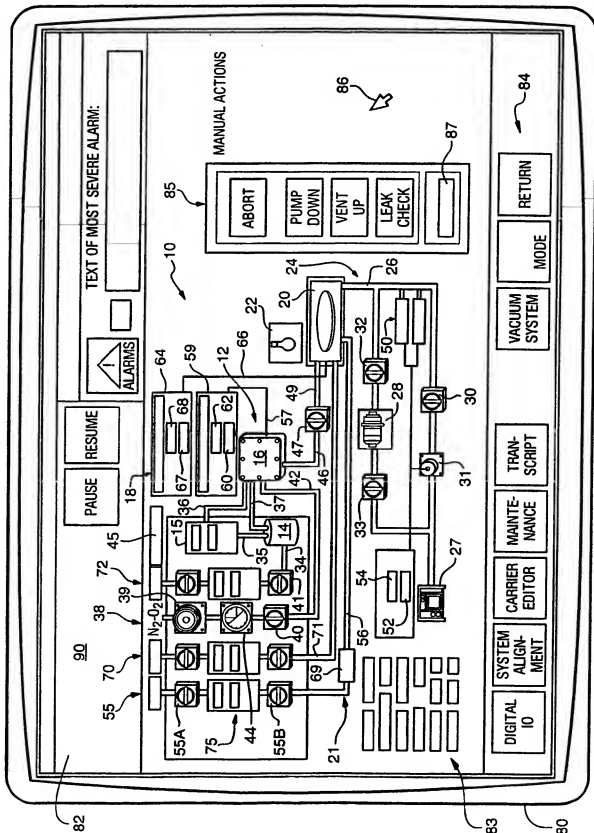 TEXT OF MOST SEVERE ALARM:
ALARMS
PAUSE
RESUME
90
82
MANUAL ACTIONS
ABORT
PUMP DOWN
VENT UP
LEAK CHECK
85
86
87
84
10
24
26
20
22
66
64
59
68
67
62
60
12
16
57
49
47
46
42
18
36
37
15
35
14
34
45
72
38
N2-O2
39
41
40
44
70
71
55
55A
55B
75
69
56
21
32
28
33
50
30
31
54
52
27
83
80
DIGITAL IO
SYSTEM ALIGN-
MENT
CARRIER EDITOR
MAINTE-
NANCE
TRAN-
SCRIPT
VACUUM SYSTEM
MODE
RETURN